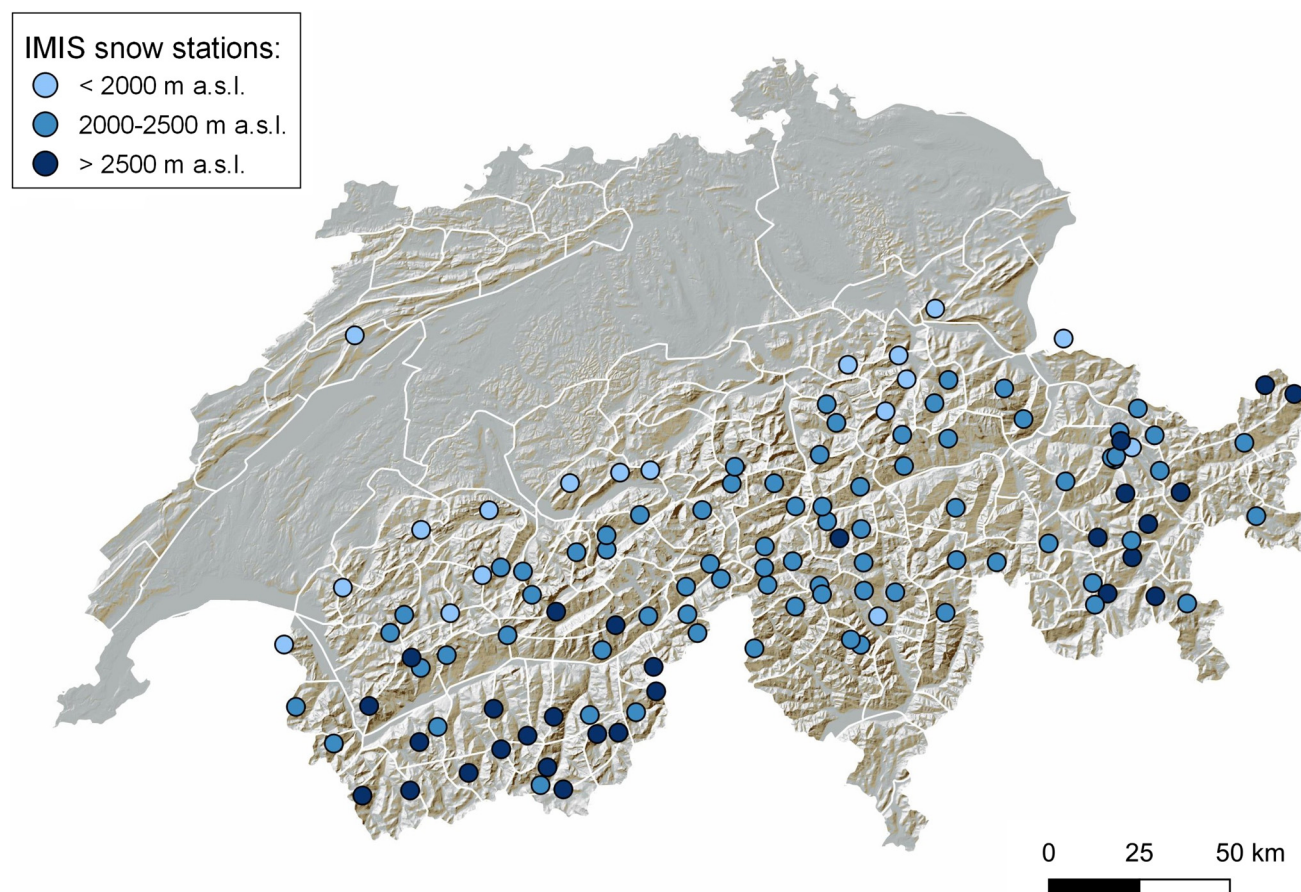 IMIS snow stations:
< 2000 m a.s.l.
2000-2500 m a.s.l.
> 2500 m a.s.l.
0 25 50 km